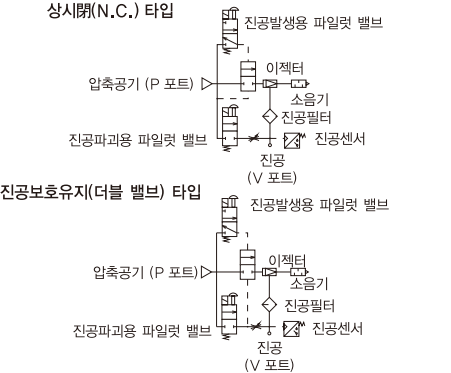 상시閉(N.C.) 타입
진공발생용 파일럿 밸브
이젝터
압축공기 (P 포트)
소음기
진공필터
진공파괴용 파일럿 밸브
진공센서
진공
(V 포트)
진공보호유지(더블 밸브) 타입
진공발생용 파일럿 밸브
이젝터
압축공기 (P 포트)
소음기
진공필터
진공파괴용 파일럿 밸브
진공센서
진공
(V 포트)